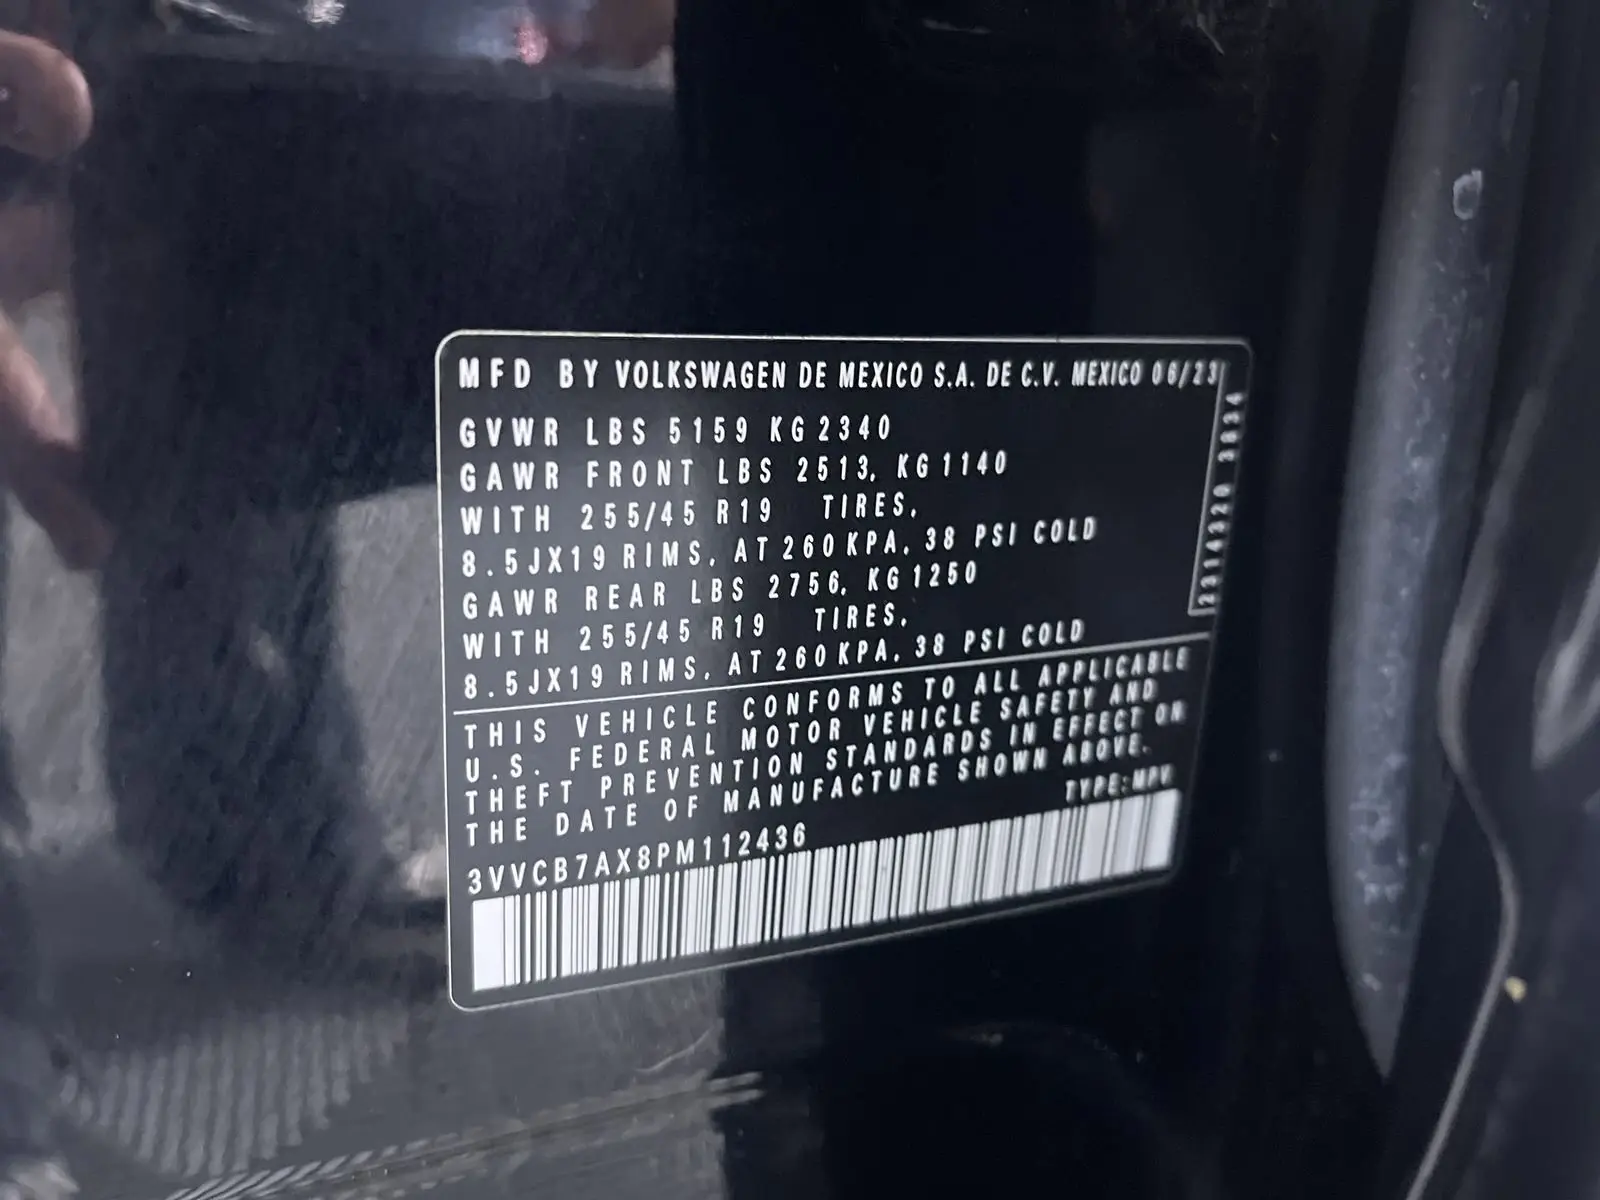 MFD BY VOLKSWAGEN DE MEXICO S.A. DE C.V. MEXICO 06/23
GVWR LBS 5159 KG 2340
GAWR FRONT LBS 2513, KG 1140
WITH 255/45 R19 TIRES,
8.5JX19 RIMS, AT 260 KPA, 38 PSI COLD
GAWR REAR LBS 2756, KG 1250
WITH 255/45 R19 TIRES,
8.5JX19 RIMS, AT 260 KPA, 38 PSI COLD
THIS VEHICLE CONFORMS TO ALL APPLICABLE
U.S. FEDERAL MOTOR VEHICLE SAFETY AND
THEFT PREVENTION STANDARDS IN EFFECT ON
THE DATE OF MANUFACTURE SHOWN ABOVE.
TYPE:MPV
3VVCB7AX8PM112436